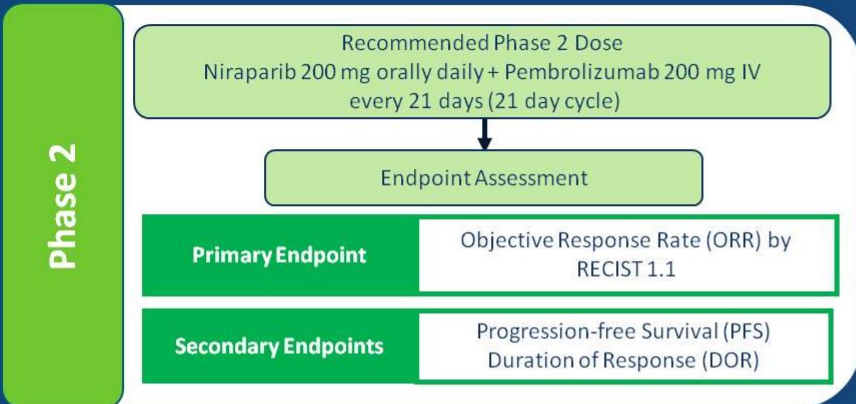 Phase 2
Recommended Phase 2 Dose
Niraparib 200 mg orally daily + Pembrolizumab 200 mg IV
every 21 days (21 day cycle)
Endpoint Assessment
Primary Endpoint
Objective Response Rate (ORR) by
RECIST 1.1
Secondary Endpoints
Progression-free Survival (PFS)
Duration of Response (DOR)